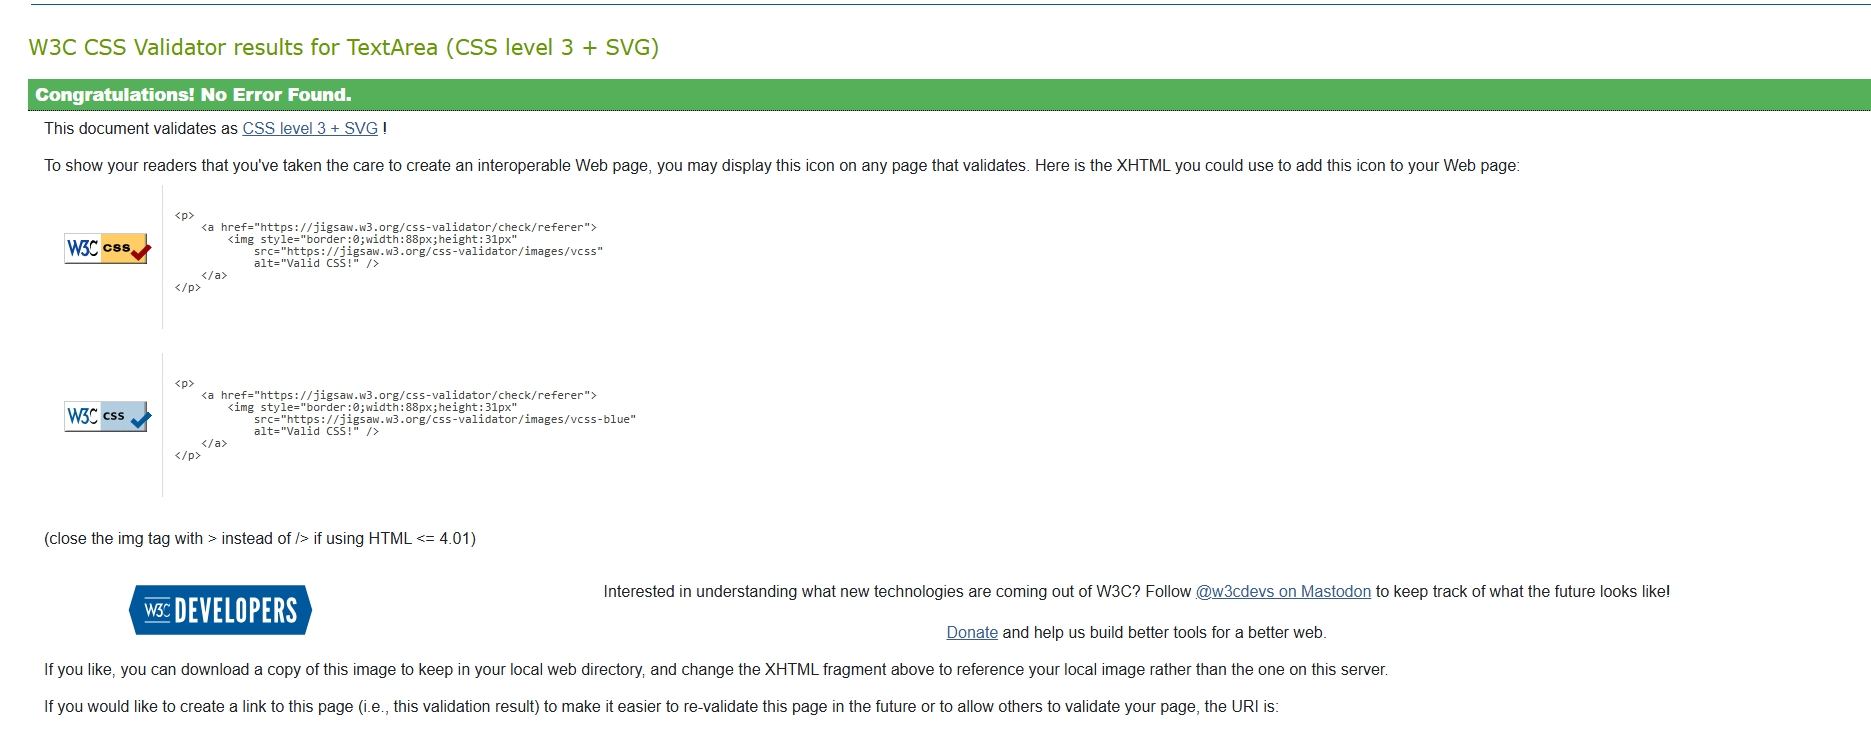 W3C CSS Validator results for TextArea (CSS level 3 + SVG)
Congratulations! No Error Found.
This document validates as CSS level 3 + SVG !
To show your readers that you've taken the care to create an interoperable Web page, you may display this icon on any page that validates. Here is the XHTML you could use to add this icon to your Web page:
W3C css
<p>
    <a href="https://jigsaw.w3.org/css-validator/check/referer">
        <img style="border:0;width:88px;height:31px"
            src="https://jigsaw.w3.org/css-validator/images/vcss"
            alt="Valid CSS!" />
    </a>
</p>
W3C css
<p>
    <a href="https://jigsaw.w3.org/css-validator/check/referer">
        <img style="border:0;width:88px;height:31px"
            src="https://jigsaw.w3.org/css-validator/images/vcss-blue"
            alt="Valid CSS!" />
    </a>
</p>
(close the img tag with > instead of /> if using HTML <= 4.01)
W3C DEVELOPERS
Interested in understanding what new technologies are coming out of W3C? Follow @w3cdevs on Mastodon to keep track of what the future looks like!
Donate and help us build better tools for a better web.
If you like, you can download a copy of this image to keep in your local web directory, and change the XHTML fragment above to reference your local image rather than the one on this server.
If you would like to create a link to this page (i.e., this validation result) to make it easier to re-validate this page in the future or to allow others to validate your page, the URI is: